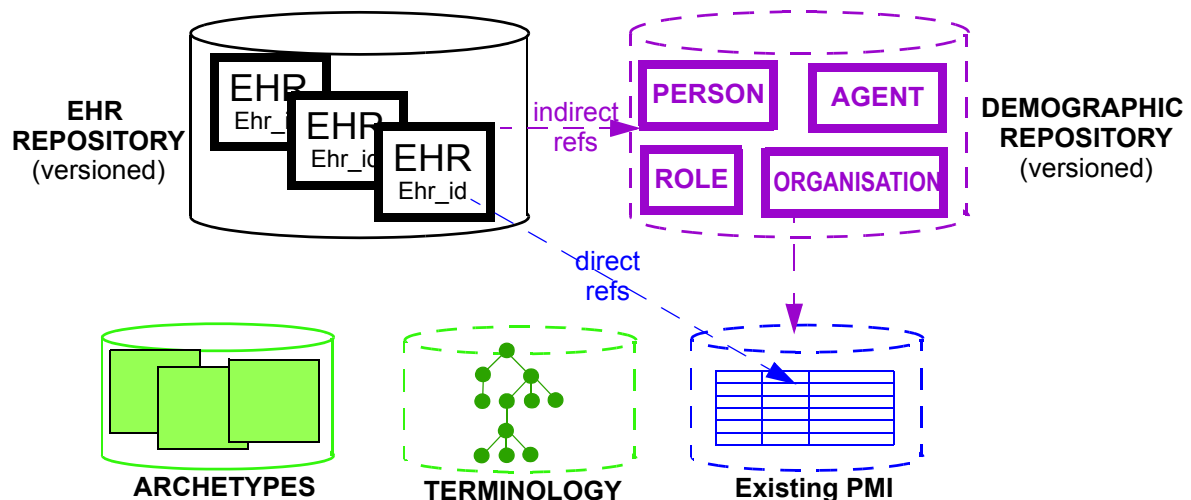 EHR
REPOSITORY
(versioned)
EHR
Ehr_i
EHR
Ehr_id
EHR
Ehr_id
indirect
refs
PERSON
AGENT
ROLE
ORGANISATION
DEMOGRAPHIC
REPOSITORY
(versioned)
direct
refs
ARCHETYPES
TERMINOLOGY
Existing PMI